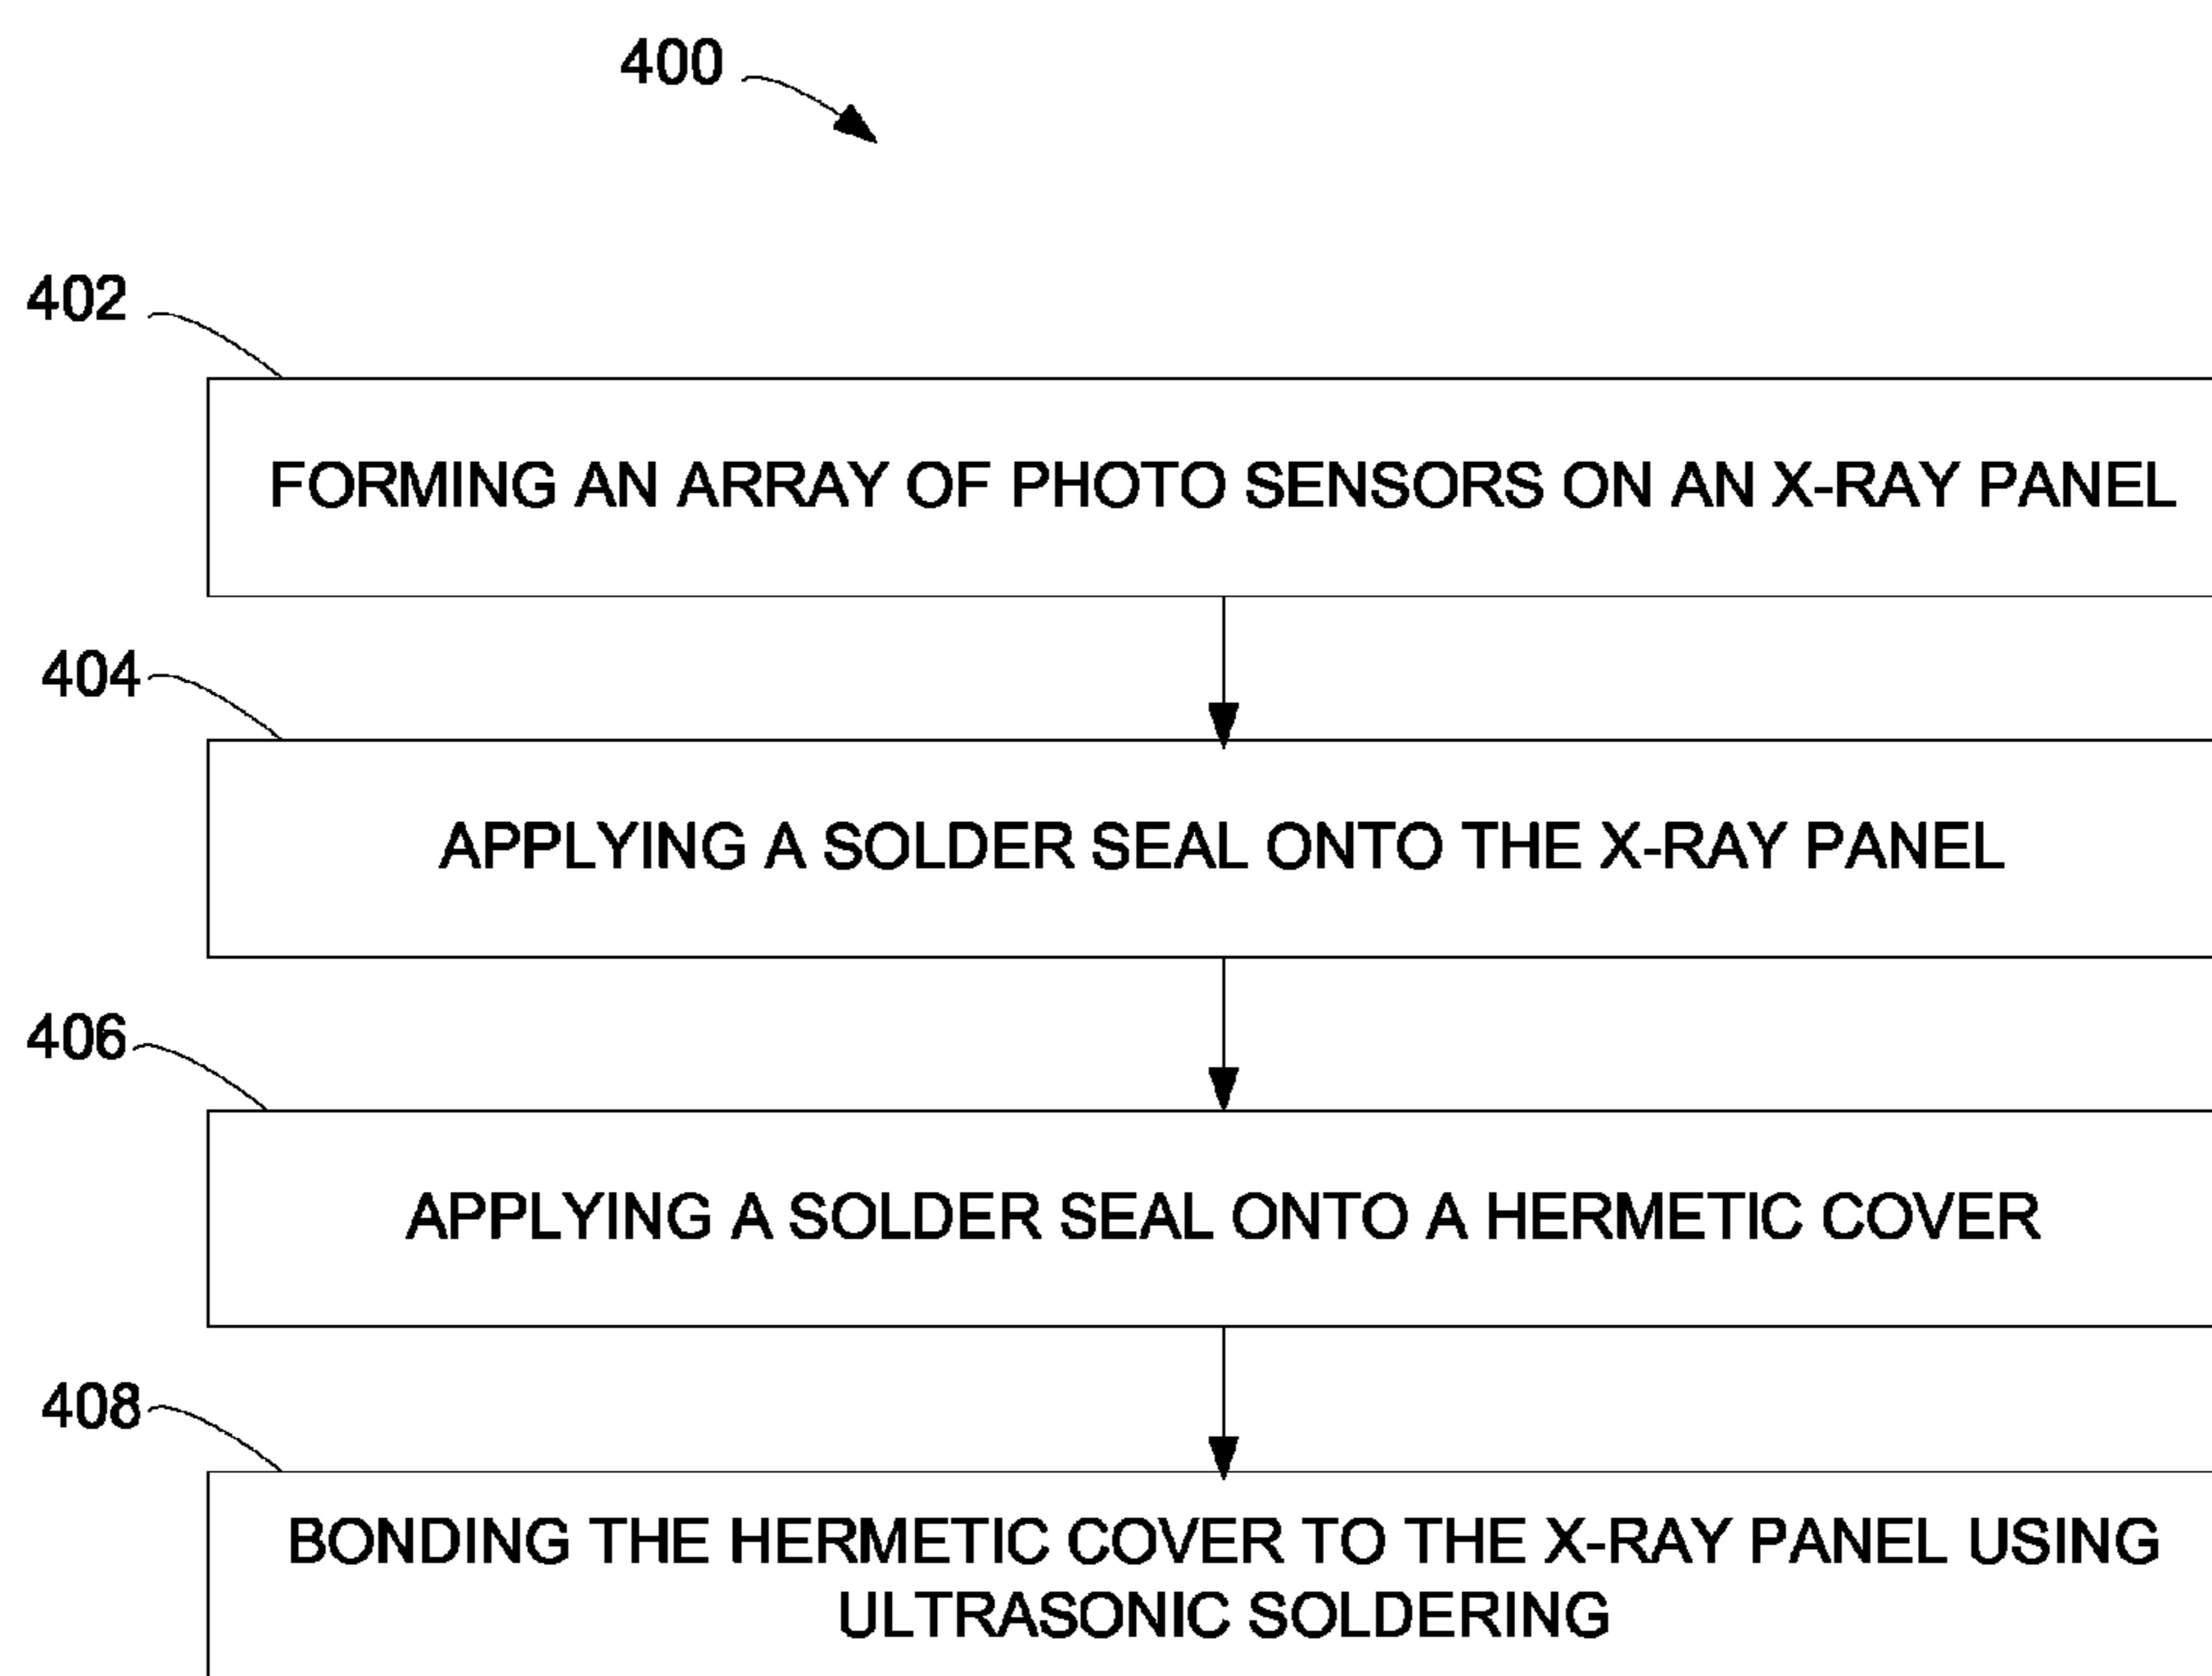 400
402
FORMING AN ARRAY OF PHOTO SENSORS ON AN X-RAY PANEL
404
APPLYING A SOLDER SEAL ONTO THE X-RAY PANEL
406
APPLYING A SOLDER SEAL ONTO A HERMETIC COVER
408
BONDING THE HERMETIC COVER TO THE X-RAY PANEL USING
ULTRASONIC SOLDERING